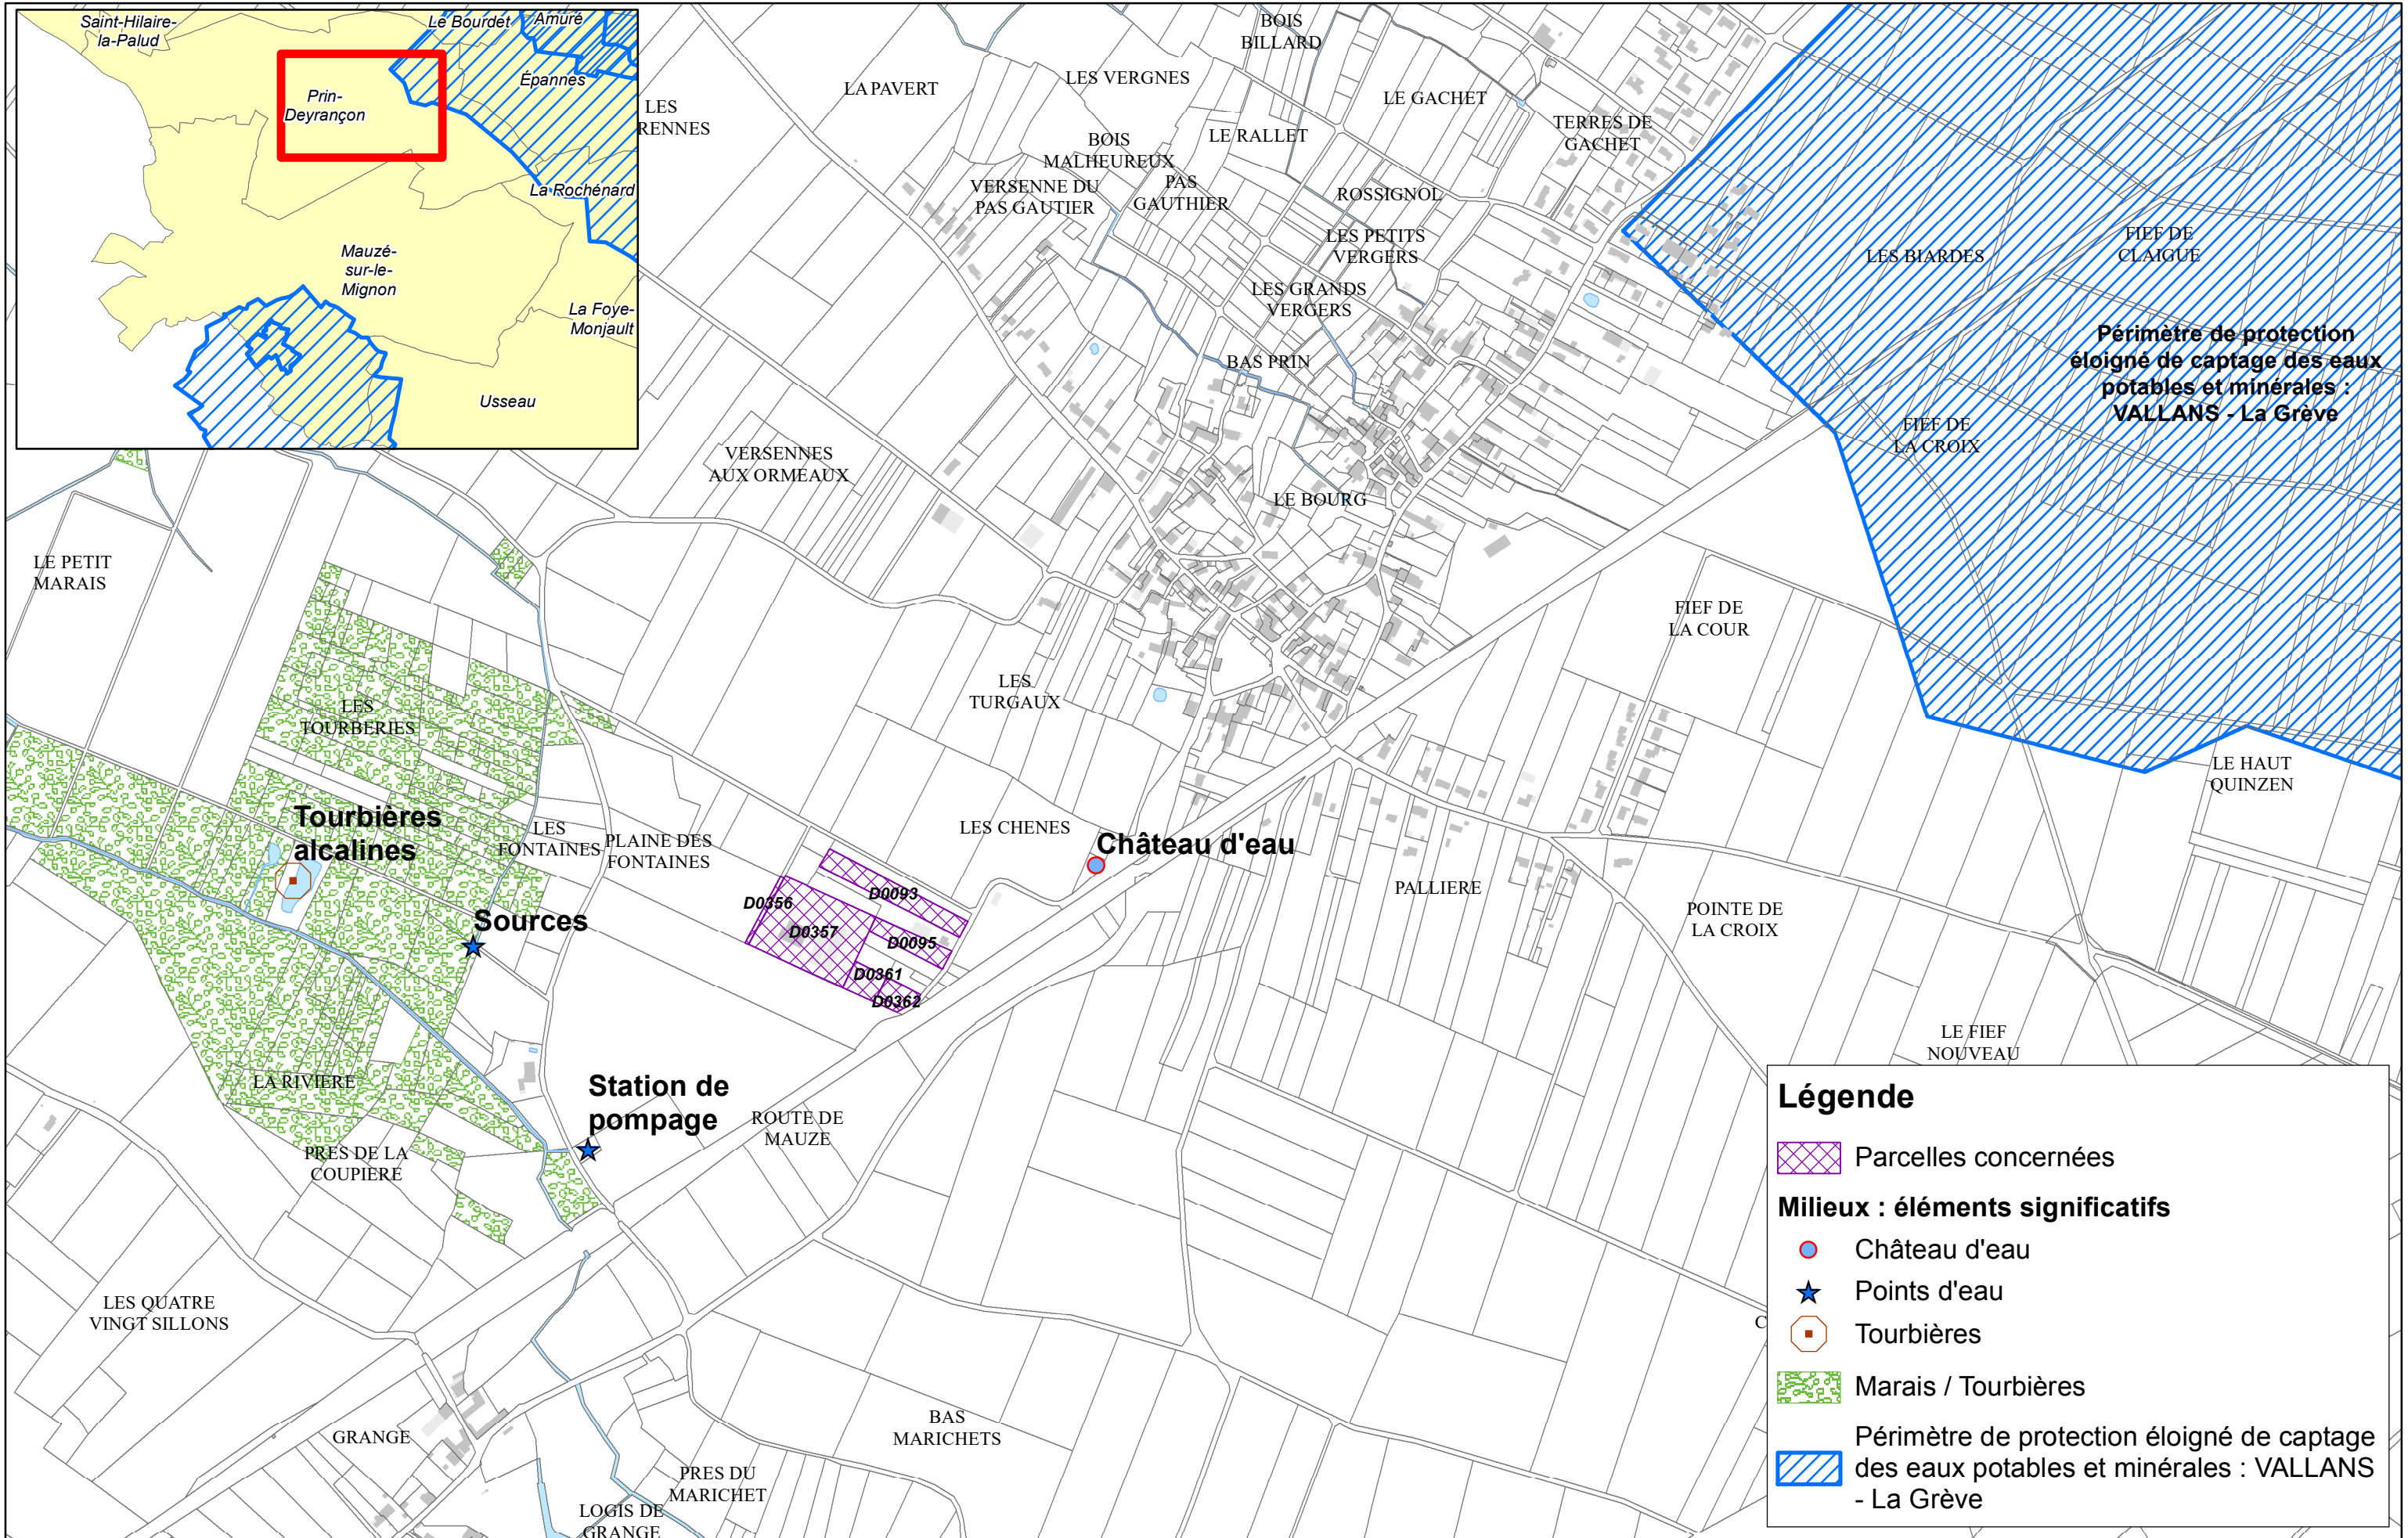 Saint-Hilaire-
la-Palud
Le Bourdet
Amuré
Épannes
Prin-
Deyrançon
La Rochénard
Mauzé-
sur-le-
Mignon
La Foye-
Monjault
Usseau
BOIS
BILLARD
LA PAVERT
LES VERGNES
LE GACHET
LES
RENNES
TERRES DE
GACHET
LE RALLET
BOIS
MALHEUREUX
VERSENNE DU
PAS GAUTIER
PAS
GAUTHIER
ROSSIGNOL
LES PETITS
VERGERS
LES GRANDS
VERGERS
LES BIARDES
FIEF DE
CLAIGUE
Périmètre de protection
éloigné de captage des eaux
potables et minérales :
VALLANS - La Grève
BAS PRIN
FIEF DE
LA CROIX
VERSENNES
AUX ORMEAUX
LE BOURG
LE PETIT
MARAIS
FIEF DE
LA COUR
LES
TURGAUX
LES
TOURBERIES
LE HAUT
QUINZEN
Tourbières
alcalines
LES
FONTAINES
PLAINE DES
FONTAINES
LES CHENES
Château d'eau
PALLIERE
D0093
D0356
D0357
D0095
D0361
D0362
Sources
POINTE DE
LA CROIX
LE FIEF
NOUVEAU
LA RIVIERE
Station de
pompage
ROUTE DE
MAUZE
PRES DE LA
COUPIERE
LES QUATRE
VINGT SILLONS
C
GRANGE
BAS
MARICHETS
PRES DU
MARICHET
LOGIS DE
GRANGE
Légende
Parcelles concernées
Milieux : éléments significatifs
Château d'eau
Points d'eau
Tourbières
Marais / Tourbières
Périmètre de protection éloigné de captage
des eaux potables et minérales : VALLANS
- La Grève